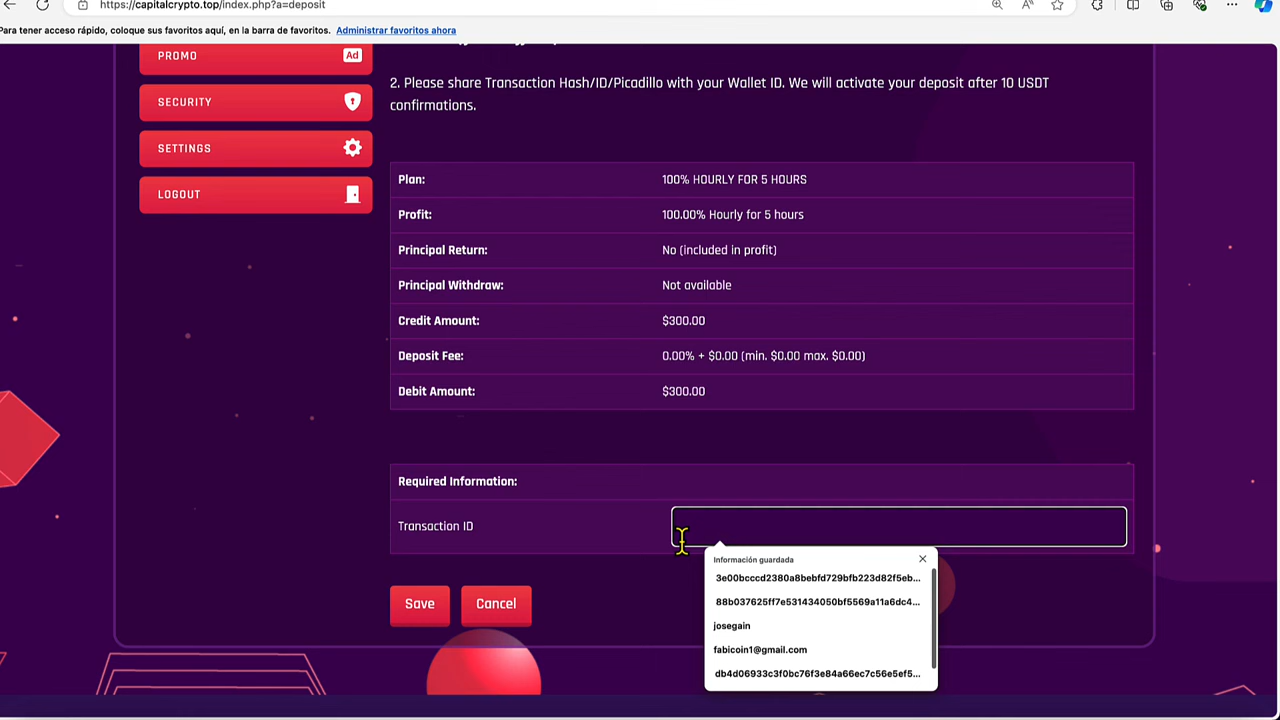 https://capitalcrypto.top/index.php?a=deposit
Para tener acceso rápido, coloque sus favoritos aquí, en la barra de favoritos. Administrar favoritos ahora
PROMO
Ad
SECURITY
SETTINGS
LOGOUT
2. Please share Transaction Hash/ID/Picadillo with your Wallet ID. We will activate your deposit after 10 USDT
confirmations.
Plan: 100% HOURLY FOR 5 HOURS
Profit: 100.00% Hourly for 5 hours
Principal Return: No (included in profit)
Principal Withdraw: Not available
Credit Amount: $300.00
Deposit Fee: 0.00% + $0.00 (min. $0.00 max. $0.00)
Debit Amount: $300.00
Required Information:
Transaction ID
Información guardada
3e00bcccd2380a8bebfd729bfb223d82f5eb...
88b037625ff7e531434050bf5569a11a6dc4...
josegain
fabicoin1@gmail.com
db4d06933c3f0bc76f3e84a66ec7c56e5ef5...
Save Cancel